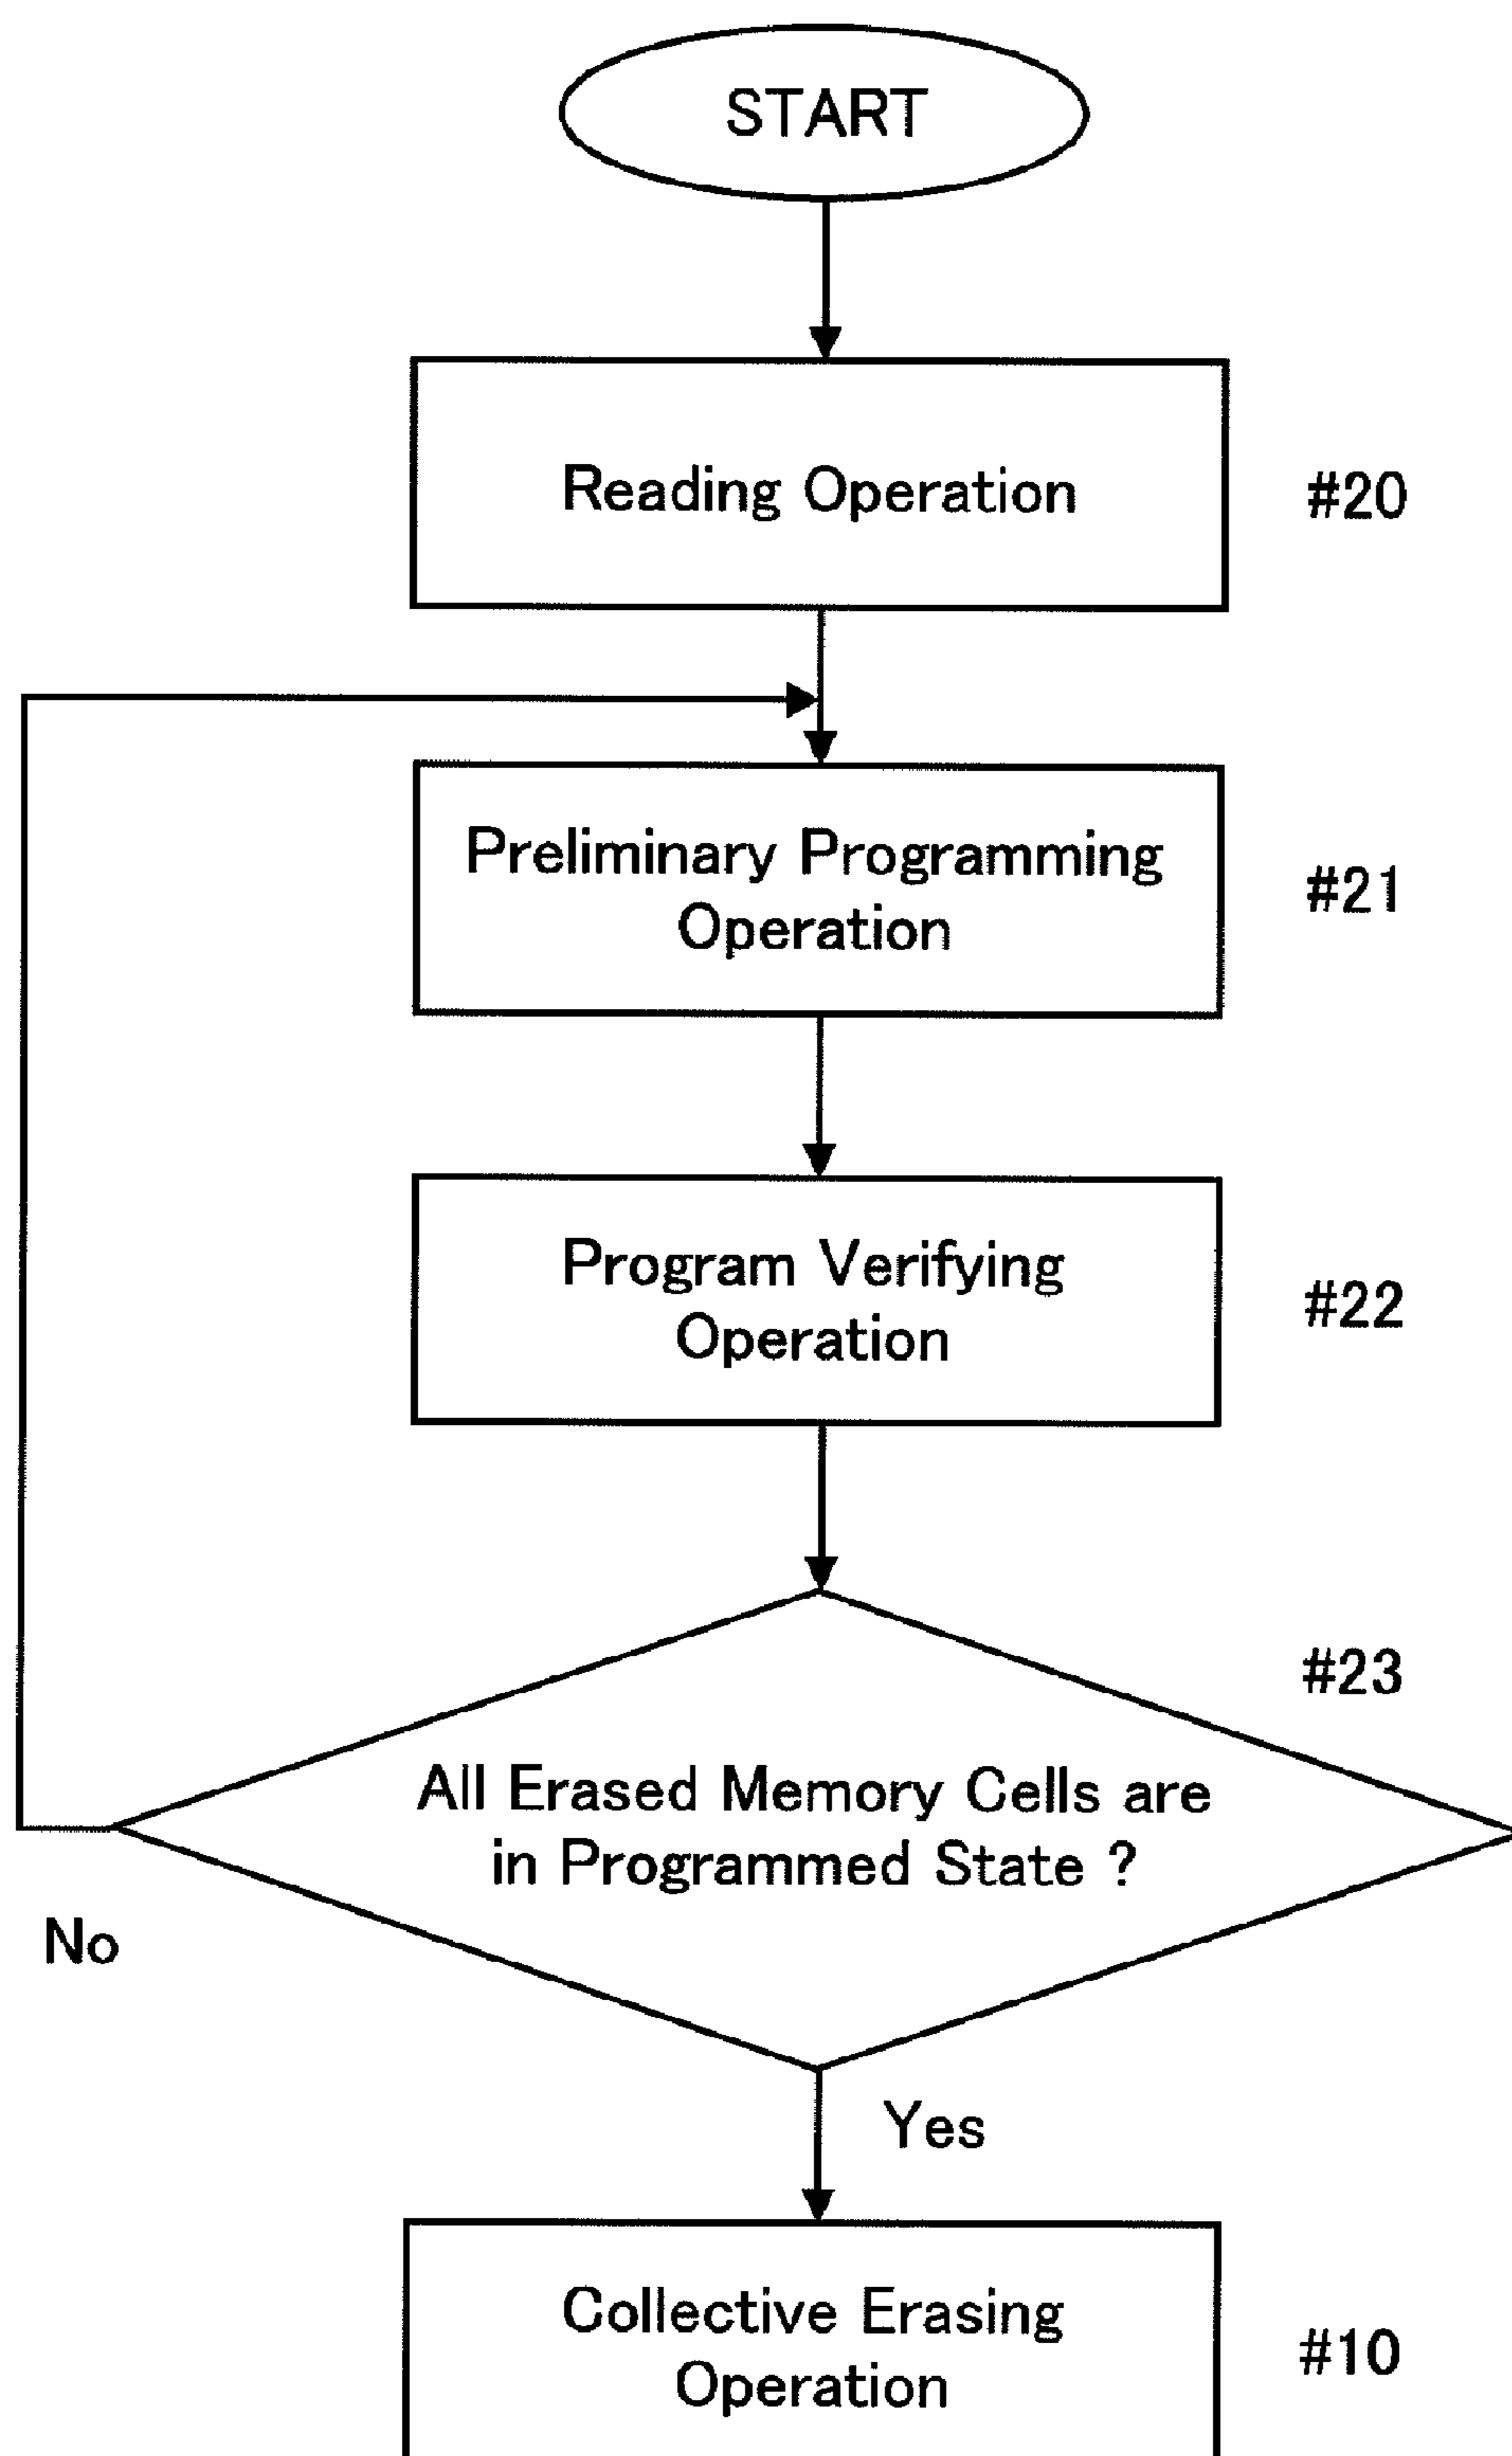 START
Reading Operation
#20
Preliminary Programming
Operation
#21
Program Verifying
Operation
#22
#23
All Erased Memory Cells are
in Programmed State ?
No
Yes
Collective Erasing
Operation
#10